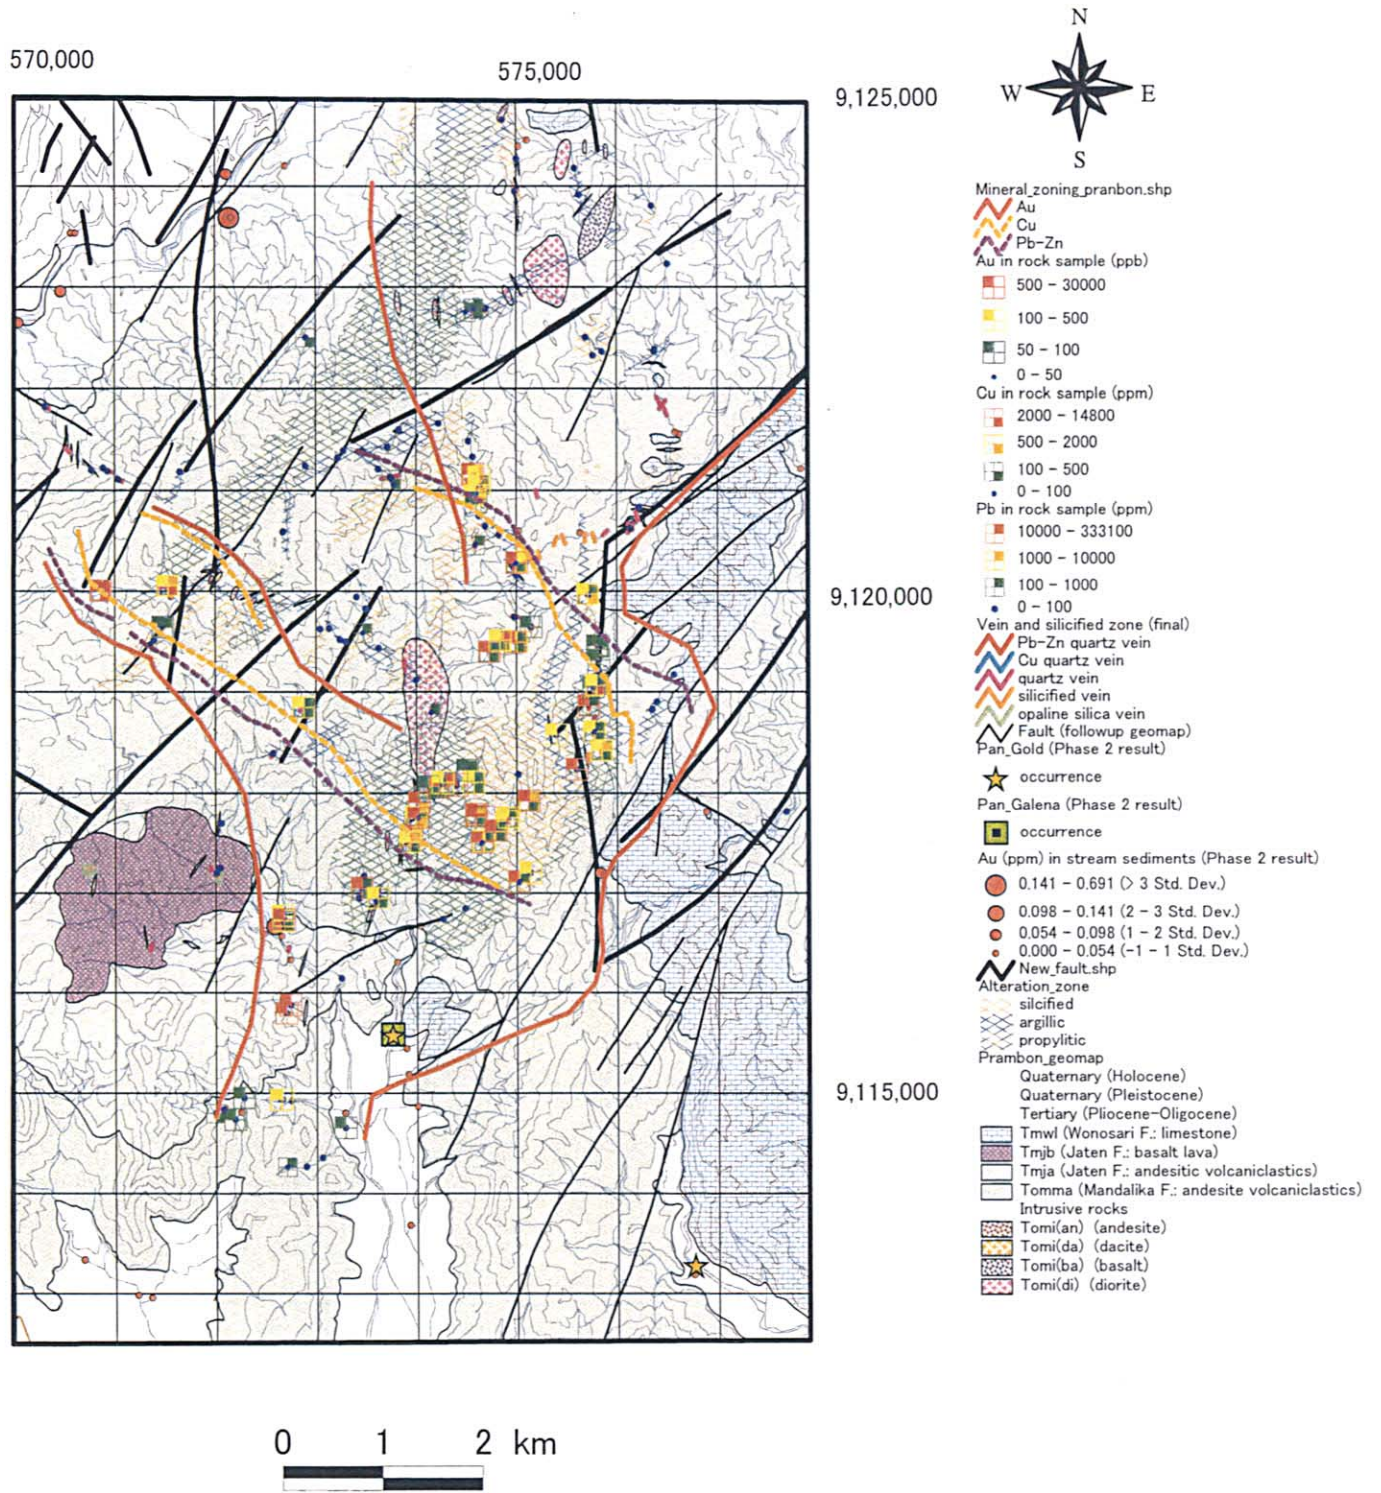 N
570,000
575,000
9,125,000
W
E
S
Mineral_zoning_pranbon.shp
Au
Cu
Pb-Zn
Au in rock sample (ppb)
500 - 30000
100 - 500
50 - 100
0 - 50
Cu in rock sample (ppm)
2000 - 14800
500 - 2000
100 - 500
0 - 100
Pb in rock sample (ppm)
10000 - 333100
1000 - 10000
100 - 1000
9,120,000
0 - 100
Vein and silicified zone (final)
Pb-Zn quartz vein
Cu quartz vein
quartz vein
silicified vein
opaline silica vein
Fault (followup geomap)
Pan_Gold (Phase 2 result)
occurrence
Pan_Galena (Phase 2 result)
occurrence
Au (ppm) in stream sediments (Phase 2 result)
0.141 - 0.691 (> 3 Std. Dev.)
0.098 - 0.141 (2 - 3 Std. Dev.)
0.054 - 0.098 (1 - 2 Std. Dev.)
0.000 - 0.054 (-1 - 1 Std. Dev.)
New_fault.shp
Alteration_zone
silcified
argillic
propylitic
Prambon_geomap
Quaternary (Holocene)
9,115,000
Quaternary (Pleistocene)
Tertiary (Pliocene-Oligocene)
Tmwl (Wonosari F.: limestone)
Tmjb (Jaten F.: basalt lava)
Tmja (Jaten F.: andesitic volcaniclastics)
Tomma (Mandalika F.: andesite volcaniclastics)
Intrusive rocks
Tomi(an) (andesite)
Tomi(da) (dacite)
Tomi(ba) (basalt)
Tomi(di) (diorite)
0 1 2 km